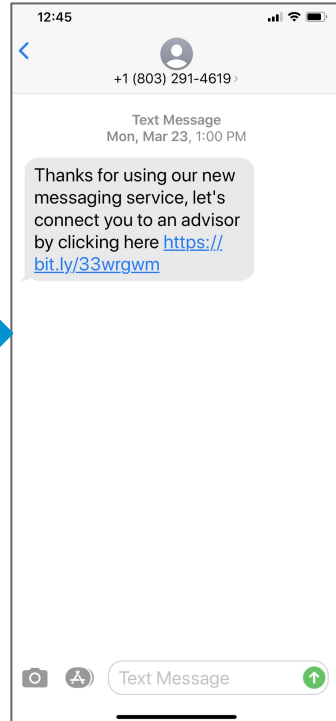 12:45
+1 (803) 291-4619
Text Message
Mon, Mar 23, 1:00 PM
Thanks for using our new
messaging service, let's
connect you to an advisor
by clicking here https://
bit.ly/33wrgwm
Text Message